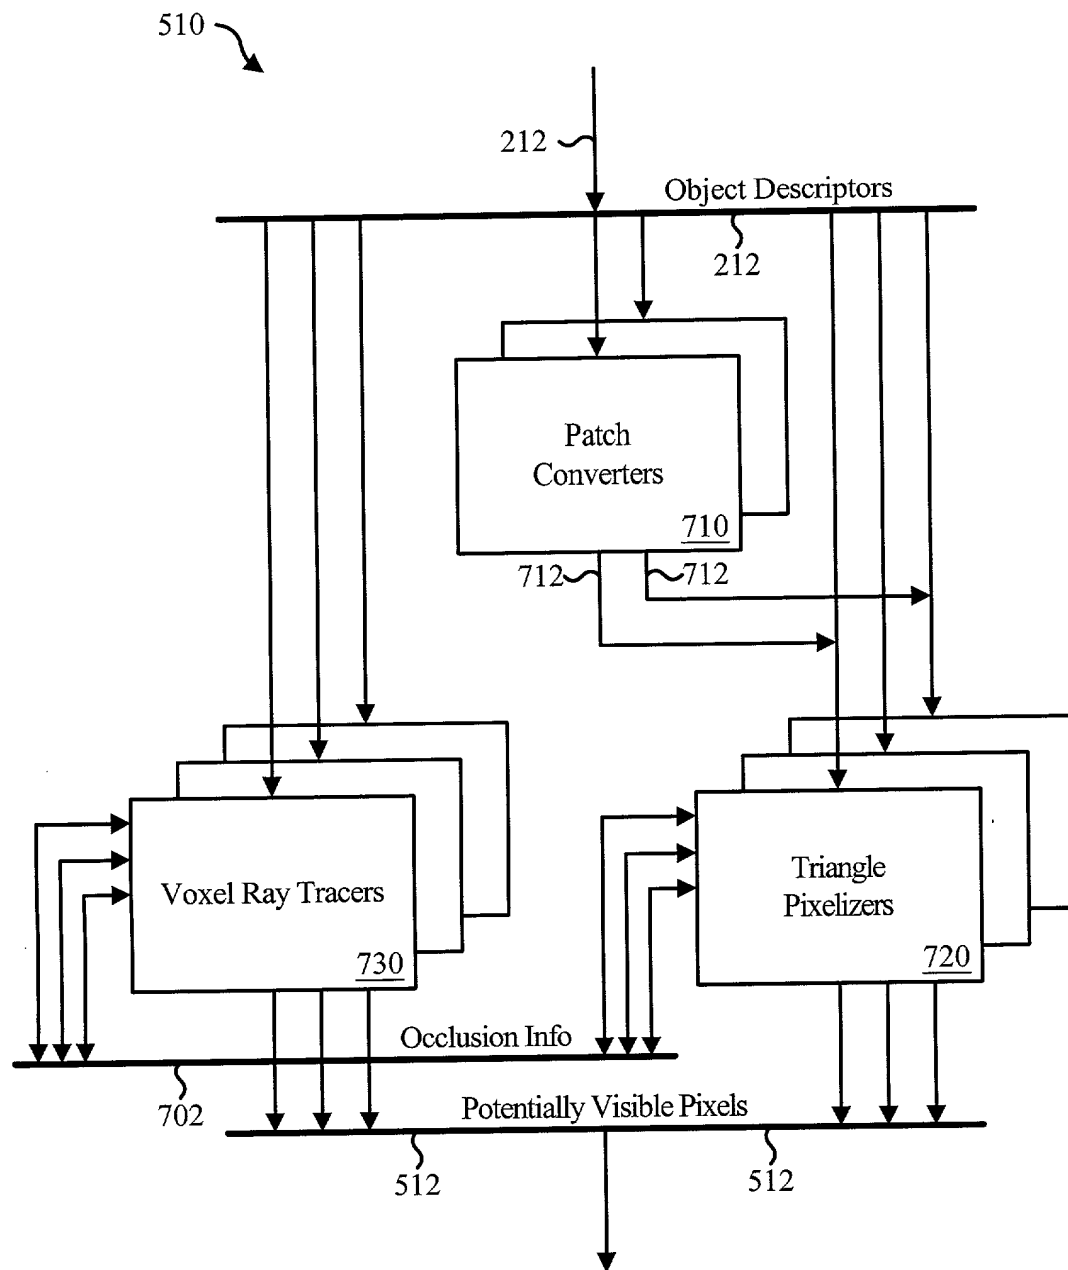 510
212
Object Descriptors
212
Patch
Converters
710
712
712
Voxel Ray Tracers
730
Triangle
Pixelizers
720
Occlusion Info
702
Potentially Visible Pixels
512
512